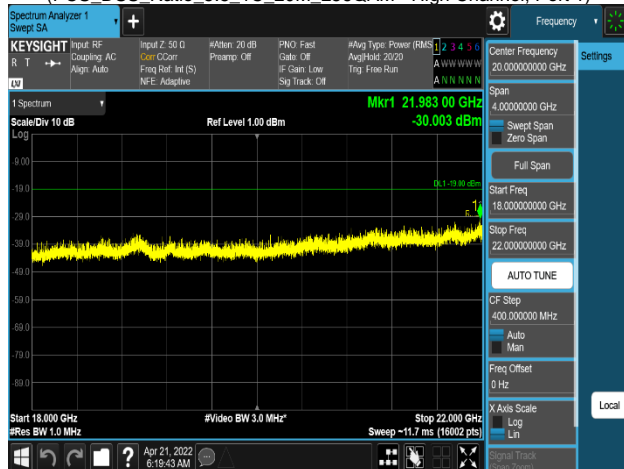 Spectrum Analyzer 1
Swept SA
Frequency
KEYSIGHT
R T
Input: RF
Coupling: AC
Align: Auto
Input Z: 50 Ω
Corr CCorr
Freq Ref: Int (S)
NFE: Adaptive
#Atten: 20 dB
Preamp: Off
PNO: Fast
Gate: Off
IF Gain: Low
Sig Track: Off
#Avg Type: Power (RMS
Avg|Hold: 20/20
Trig: Free Run
1 2 3 4 5 6
A W W W W W
A N N N N N
1 Spectrum
Mkr1 21.983 00 GHz
Scale/Div 10 dB
Ref Level 1.00 dBm
-30.003 dBm
Log
-9.00
DL1 -19.00 dBm
-19.0
-29.0
-39.0
-49.0
-59.0
-69.0
-79.0
-89.0
Start 18.000 GHz
#Video BW 3.0 MHz*
Stop 22.000 GHz
#Res BW 1.0 MHz
Sweep ~11.7 ms (16002 pts)
Center Frequency
20.000000000 GHz
Settings
Span
4.00000000 GHz
Swept Span
Zero Span
Full Span
Start Freq
18.000000000 GHz
Stop Freq
22.000000000 GHz
AUTO TUNE
CF Step
400.000000 MHz
Auto
Man
Freq Offset
0 Hz
X Axis Scale
Log
Lin
Local
Signal Track
(Span Zoom)
Apr 21, 2022
6:19:43 AM